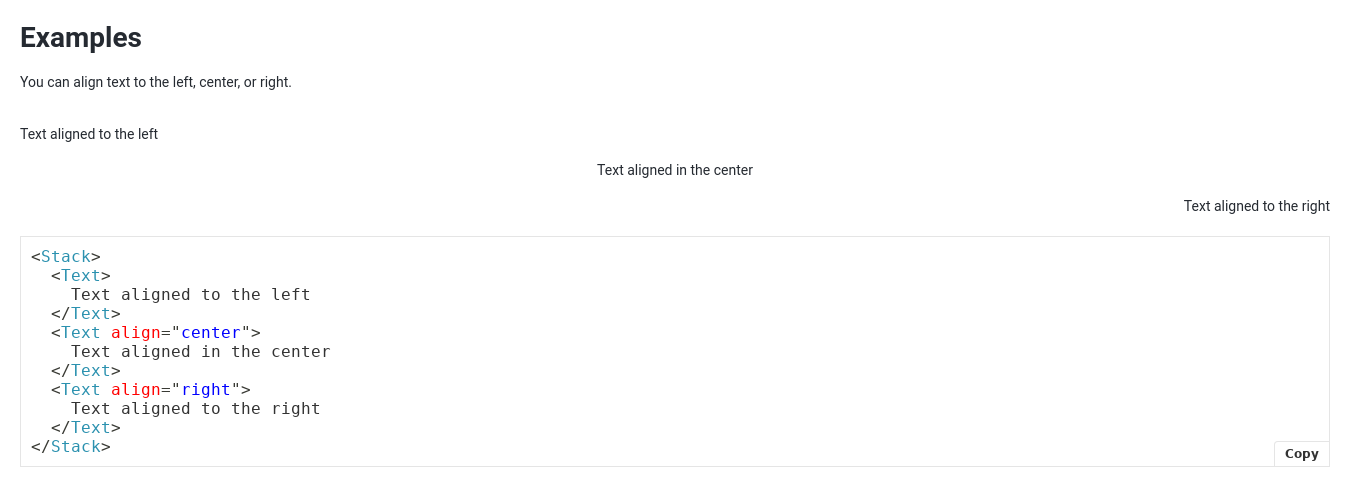 Examples
You can align text to the left, center, or right.
Text aligned to the left
Text aligned in the center
Text aligned to the right
<Stack>
  <Text>
    Text aligned to the left
  </Text>
  <Text align="center">
    Text aligned in the center
  </Text>
  <Text align="right">
    Text aligned to the right
  </Text>
</Stack>
Copy